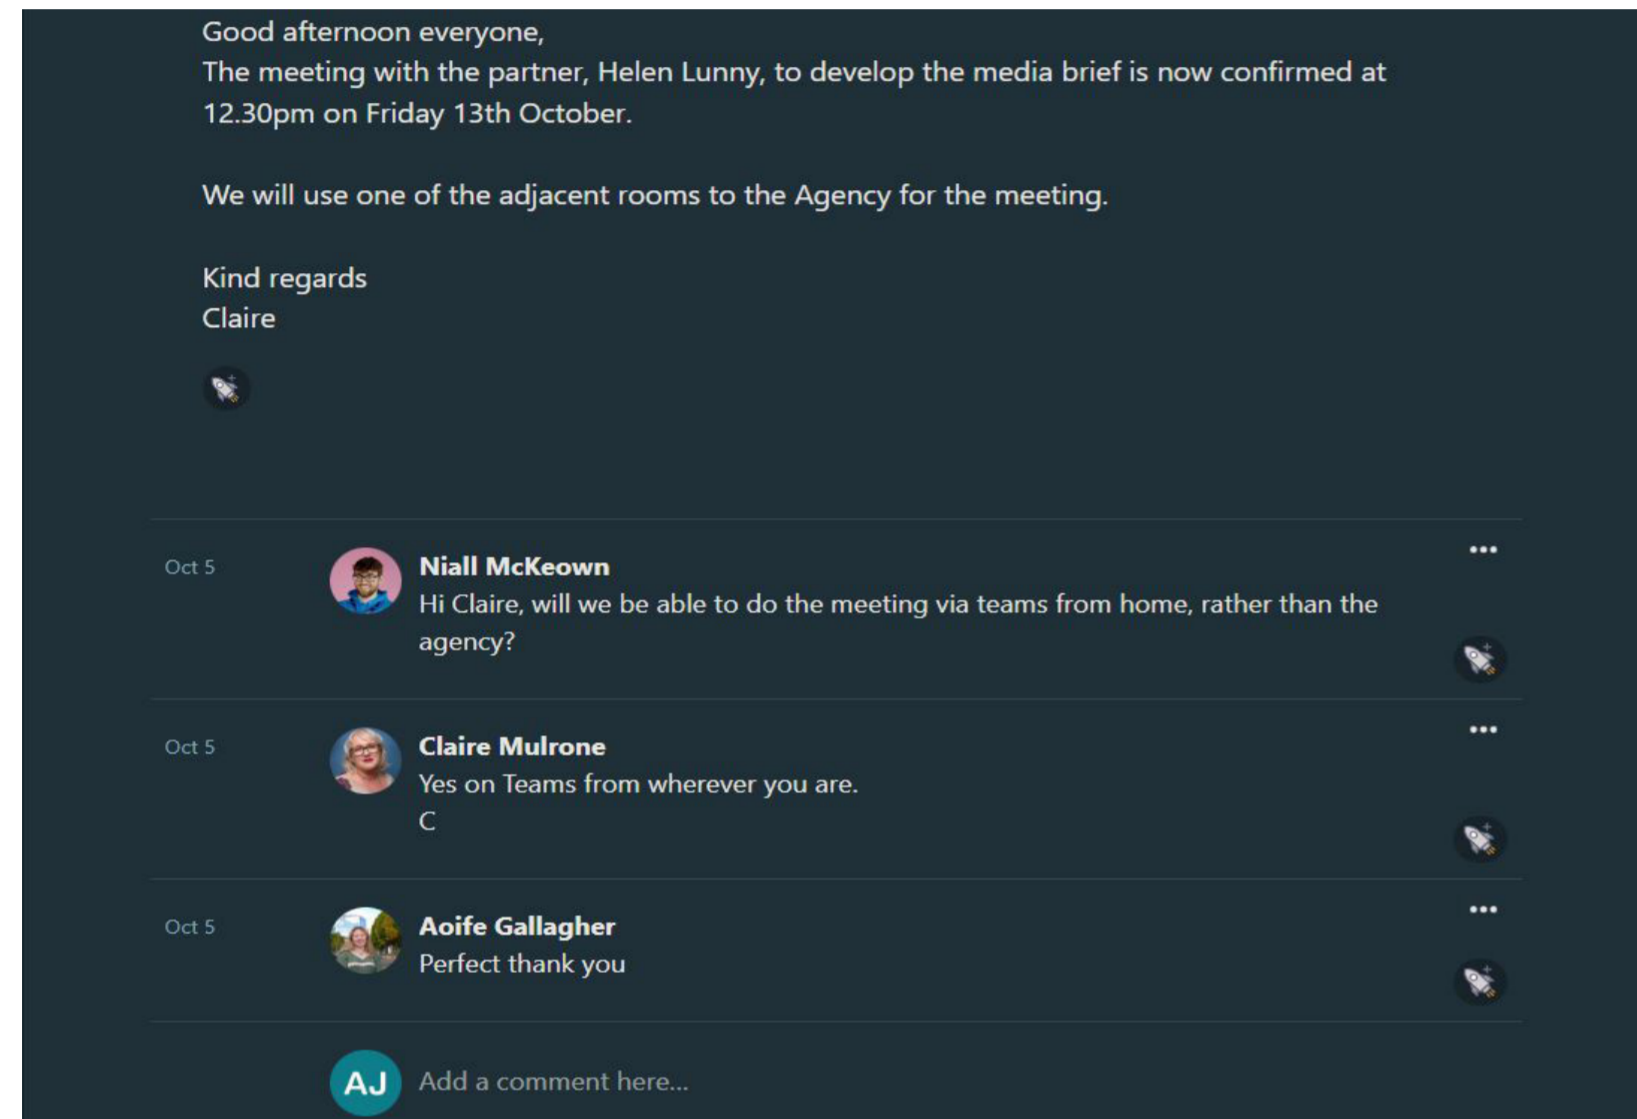 Good afternoon everyone,
The meeting with the partner, Helen Lunny, to develop the media brief is now confirmed at
12.30pm on Friday 13th October.
We will use one of the adjacent rooms to the Agency for the meeting.
Kind regards
Claire
Oct 5
Niall McKeown
Hi Claire, will we be able to do the meeting via teams from home, rather than the
agency?
Oct 5
Claire Mulrone
Yes on Teams from wherever you are.
C
Oct 5
Aoife Gallagher
Perfect thank you
AJ
Add a comment here...